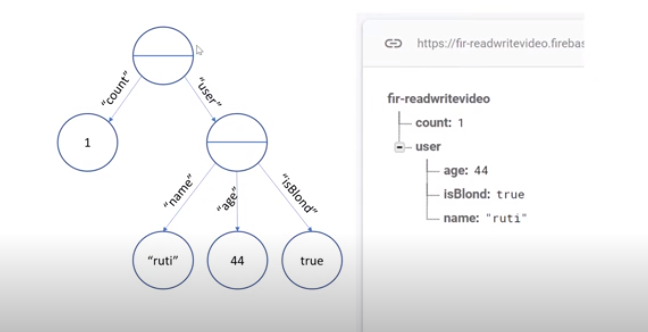 "count"
"user"
1
"name"
"age"
"isBlond"
"ruti"
44
true
https://fir-readwritevideo.firebas
fir-readwritevideo
count: 1
user
age: 44
isBlond: true
name: "ruti"